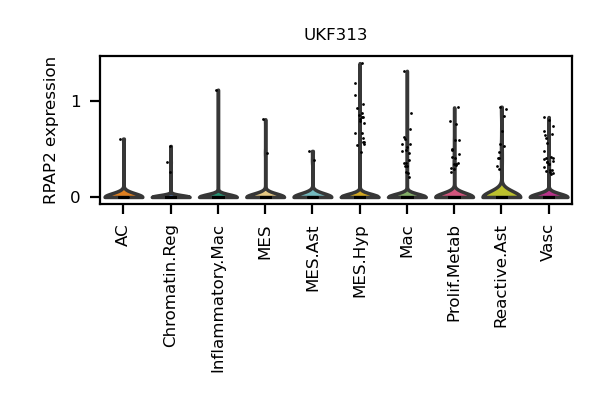 UKF313
RPAP2 expression
1
0
AC
Chromatin.Reg
Inflammatory.Mac
MES
MES.Ast
MES.Hyp
Mac
Prolif.Metab
Reactive.Ast
Vasc